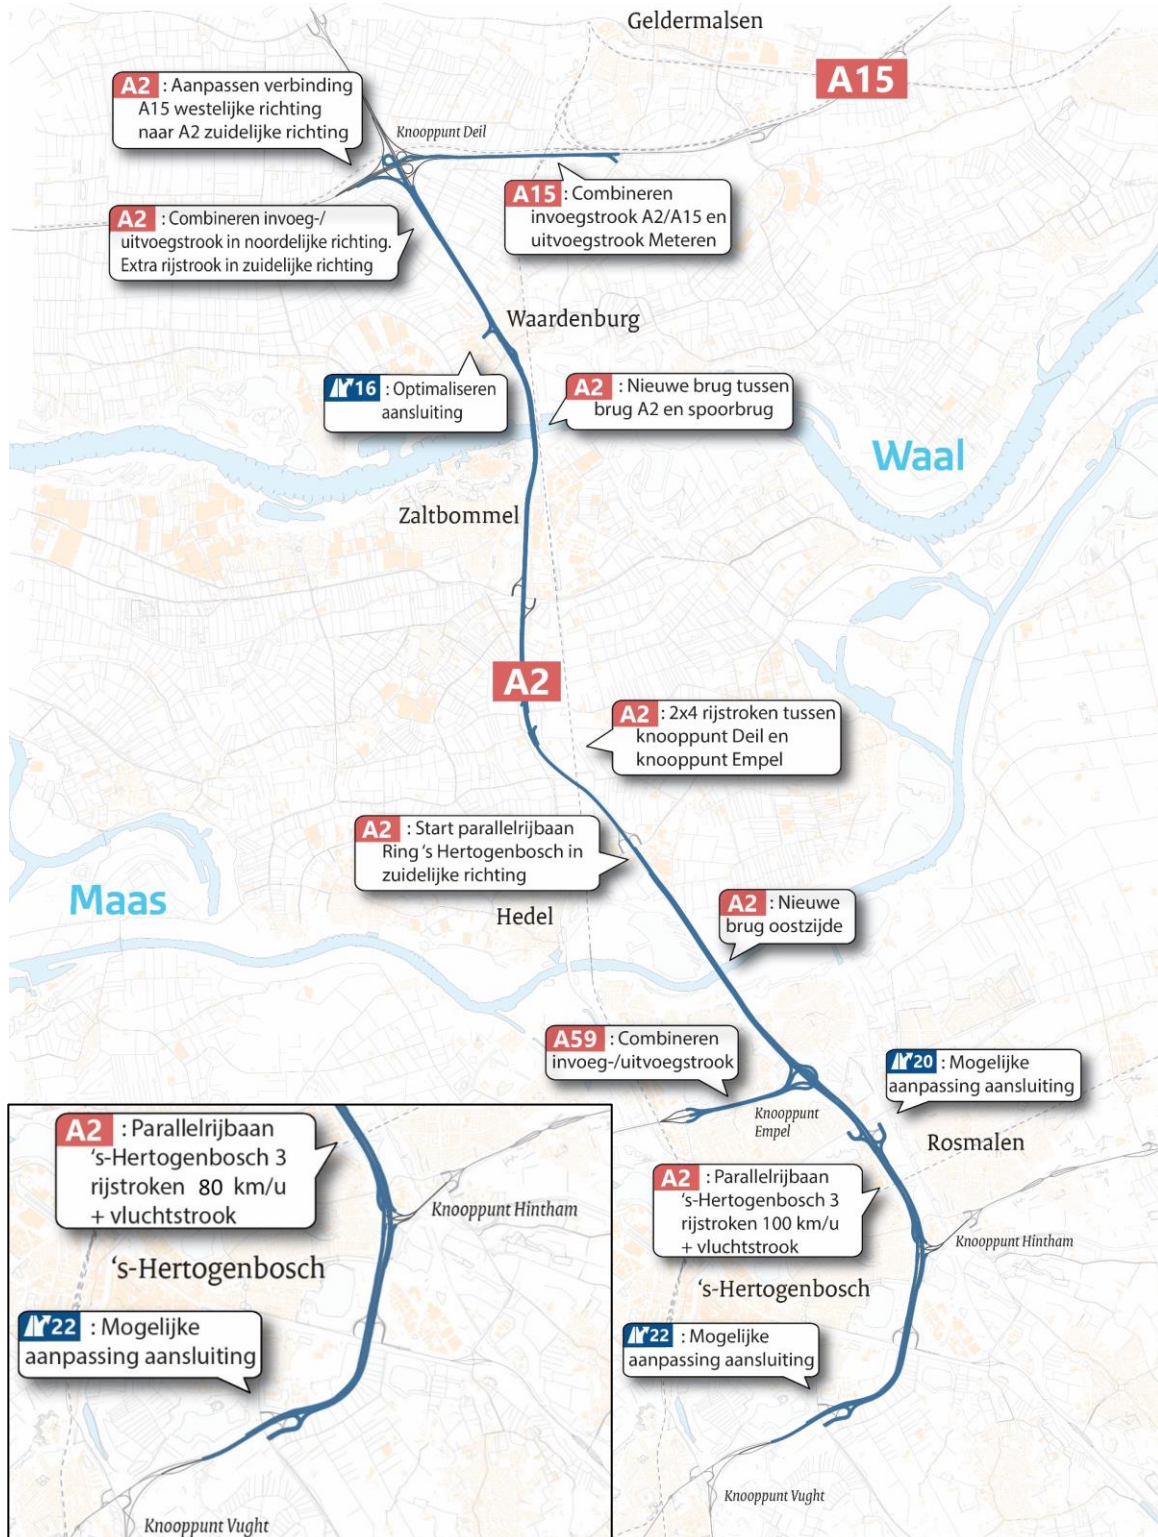 Geldermalsen
A15
A2 : Aanpassen verbinding
A15 westelijke richting
naar A2 zuidelijke richting
Knooppunt Deil
A15 : Combineren
invoegstrook A2/A15 en
uitvoegstrook Meteren
A2 : Combineren invoeg-/
uitvoegstrook in noordelijke richting.
Extra rijstrook in zuidelijke richting
Waardenburg
16 : Optimaliseren
aansluiting
A2 : Nieuwe brug tussen
brug A2 en spoorbrug
Waal
Zaltbommel
A2
A2 : 2x4 rijstroken tussen
knooppunt Deil en
knooppunt Empel
A2 : Start parallelrijbaan
Ring ‘s Hertogenbosch in
zuidelijke richting
Maas
Hedel
A2 : Nieuwe
brug oostzijde
A59 : Combineren
invoeg-/uitvoegstrook
20 : Mogelijke
aanpassing aansluiting
Knooppunt
Empel
Rosmalen
A2 : Parallelrijbaan
‘s-Hertogenbosch 3
rijstroken 100 km/u
+ vluchtstrook
Knooppunt Hintham
‘s-Hertogenbosch
22 : Mogelijke
aanpassing aansluiting
Knooppunt Vught
A2 : Parallelrijbaan
‘s-Hertogenbosch 3
rijstroken 80 km/u
+ vluchtstrook
Knooppunt Hintham
‘s-Hertogenbosch
22 : Mogelijke
aanpassing aansluiting
Knooppunt Vught